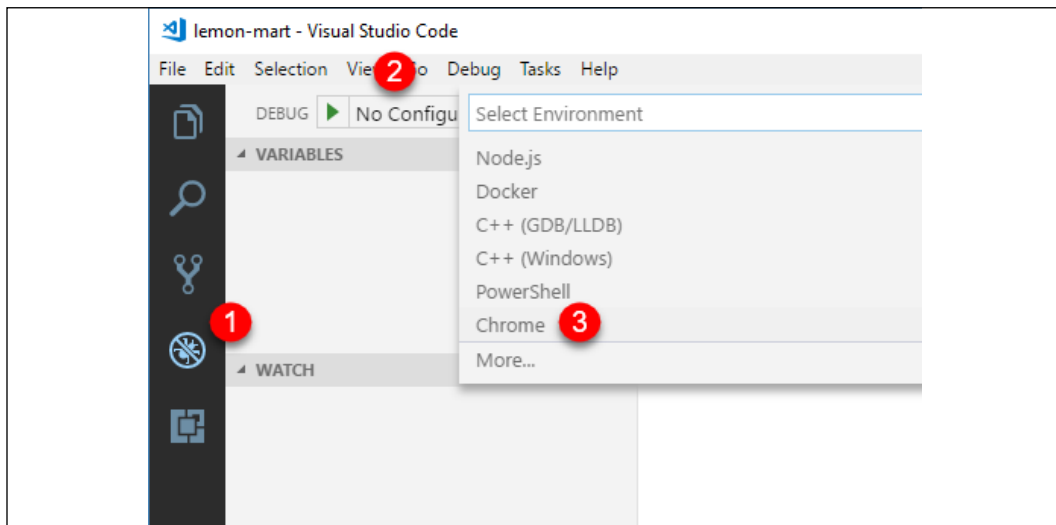 lemon-mart - Visual Studio Code
File Edit Selection Vie 2 o Debug Tasks Help
DEBUG No Configu Select Environment
VARIABLES
Node.js
Docker
C++ (GDB/LLDB)
C++ (Windows)
PowerShell
1
Chrome 3
WATCH
More...